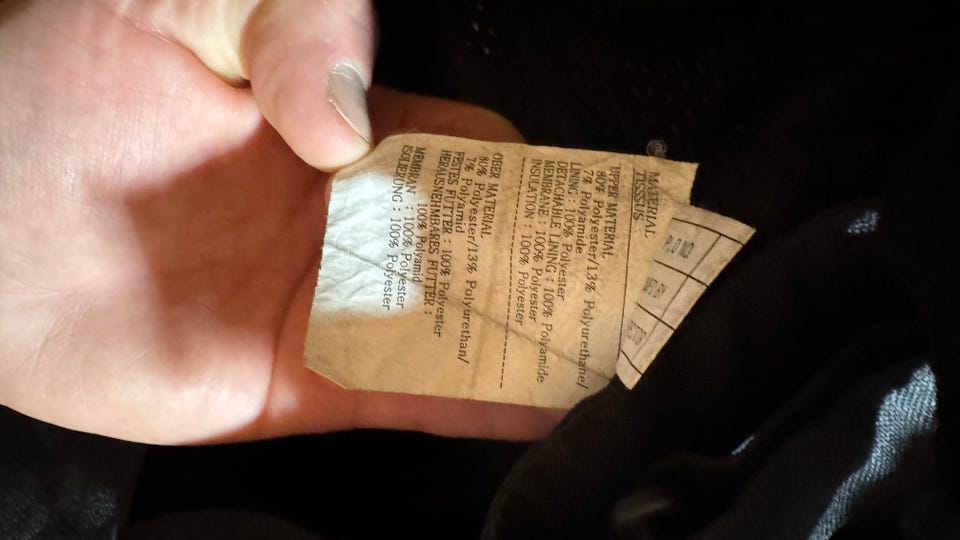 MATERIAL
TISSUS
UPPER MATERIAL
80% Polyester/13% Polyurethane/
7% Polyamide
LINING : 100% Polyester
DETACHABLE LINING : 100% Polyamide
MEMBRANE : 100% Polyester
INSULATION : 100% Polyester
OBER MATERIAL
80% Polyester/13% Polyurethan/
7% Polyamid
FESTES FUTTER : 100% Polyester
HERAUSNEHMBARES FUTTER :
100% Polyamid
MEMBRAN : 100% Polyester
ISOLIERUNG : 100% Polyester
P.O NO.